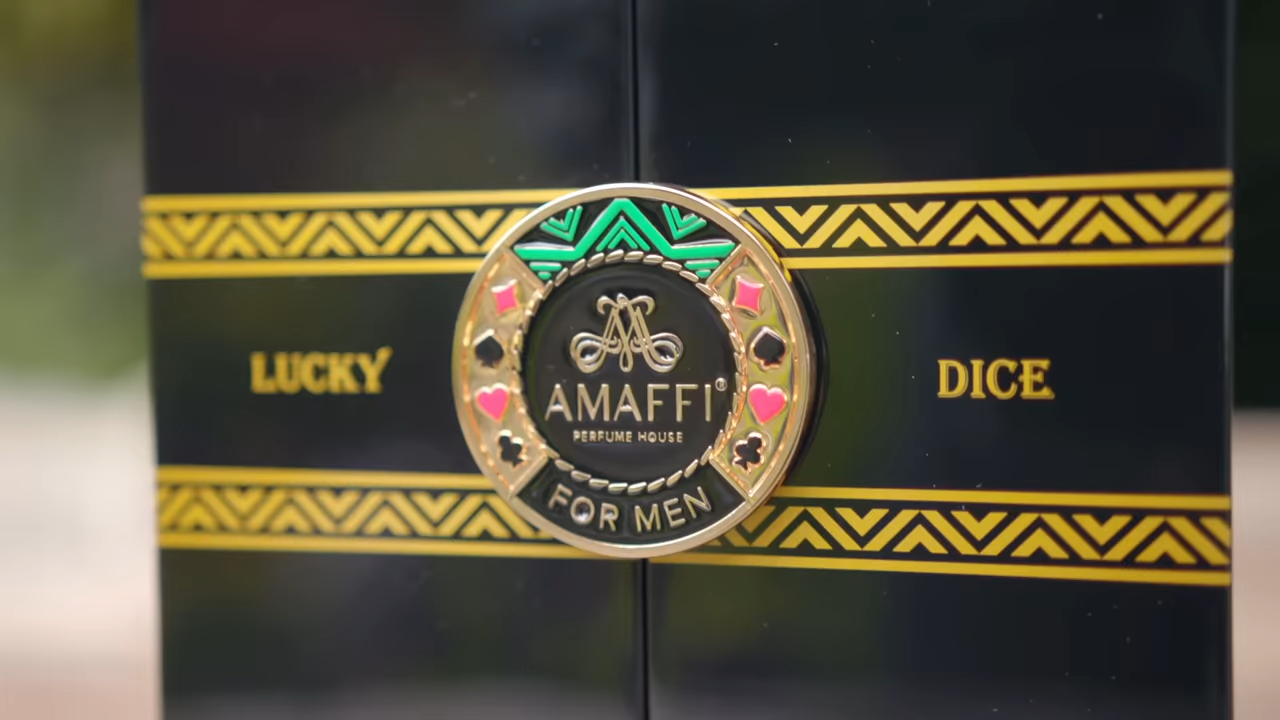 LUCKY
DICE
AMAFFI®
PERFUME HOUSE
FOR MEN